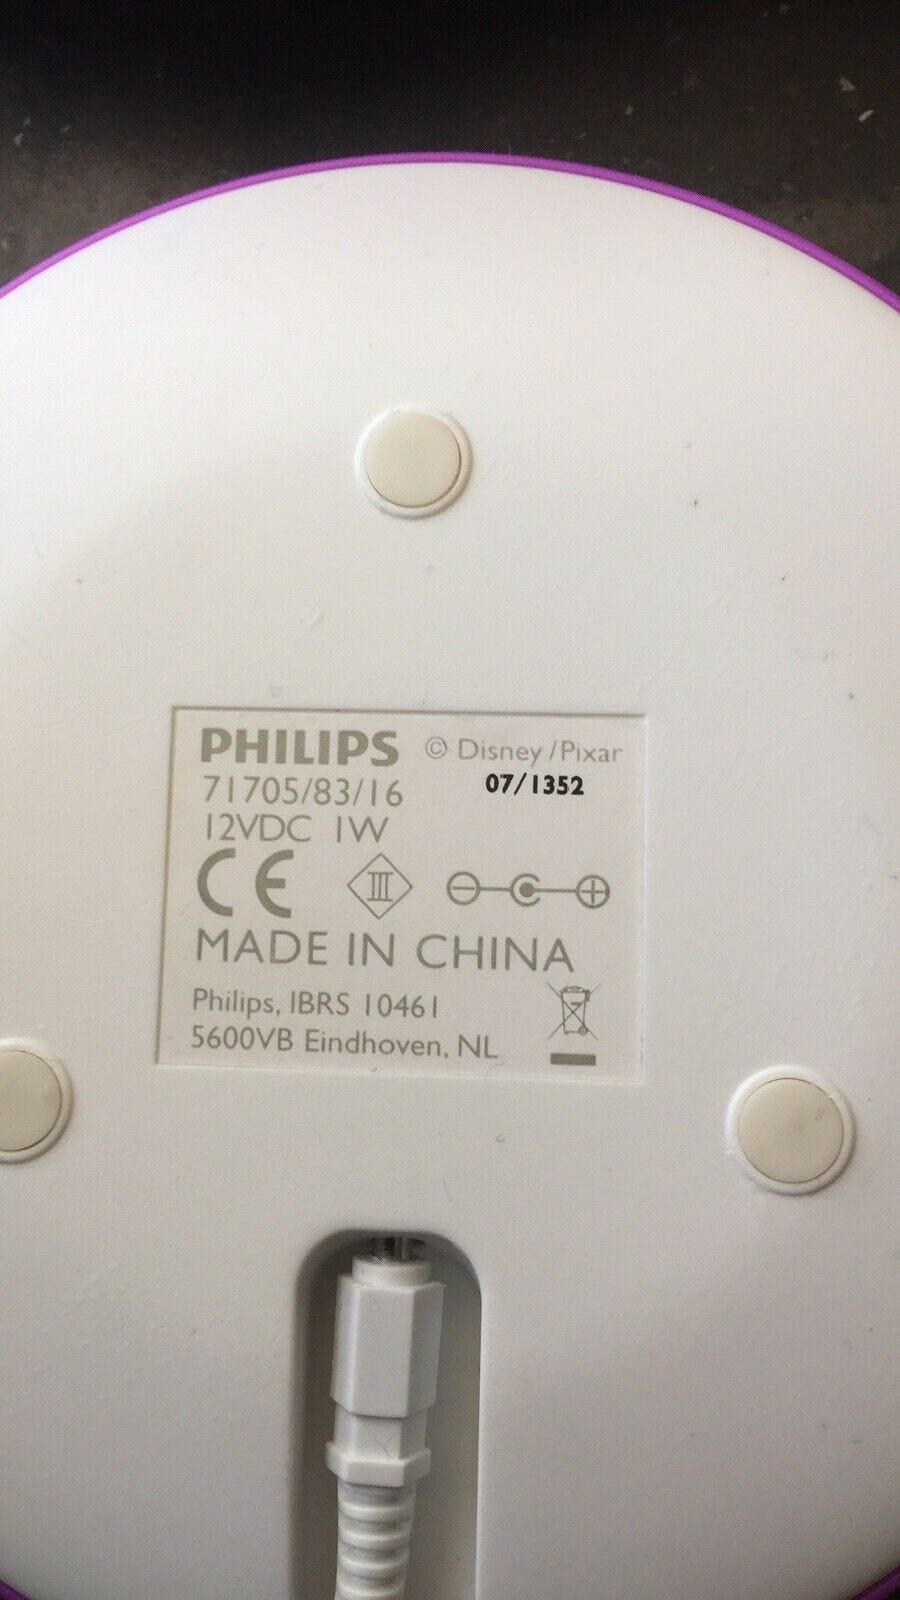 PHILIPS © Disney/Pixar
71705/83/16 07/1352
12VDC 1W
CE III
MADE IN CHINA
Philips, IBRS 10461
5600VB Eindhoven, NL